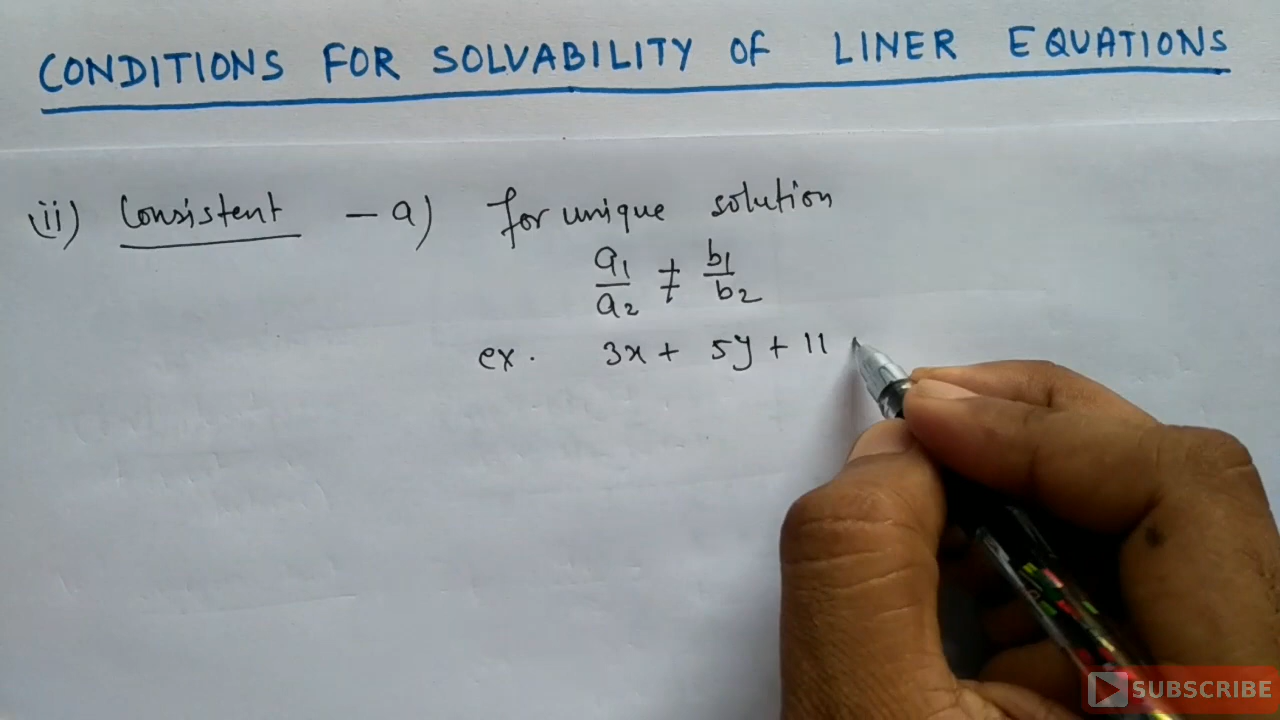 CONDITIONS FOR SOLVABILITY OF LINER EQUATIONS
(ii) Consistent - a) for unique solution
a1/a2 ≠ b1/b2
ex. 3x + 5y + 11
SUBSCRIBE